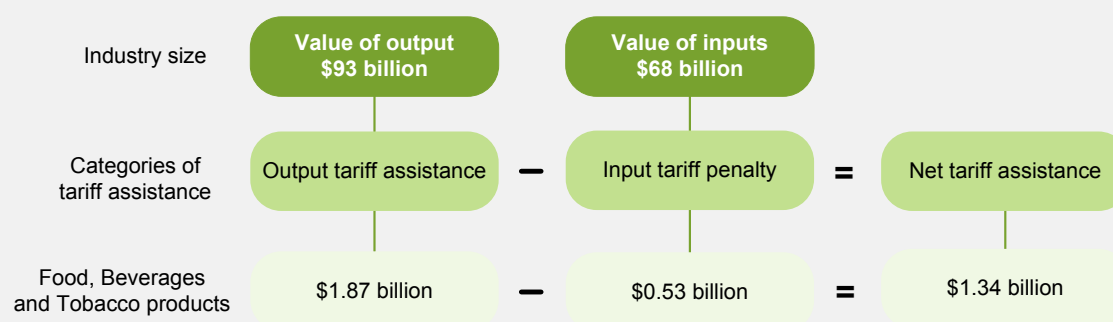 Industry size
Value of output
$93 billion
Value of inputs
$68 billion
Categories of
tariff assistance
Output tariff assistance
–
Input tariff penalty
=
Net tariff assistance
Food, Beverages
and Tobacco products
$1.87 billion
–
$0.53 billion
=
$1.34 billion